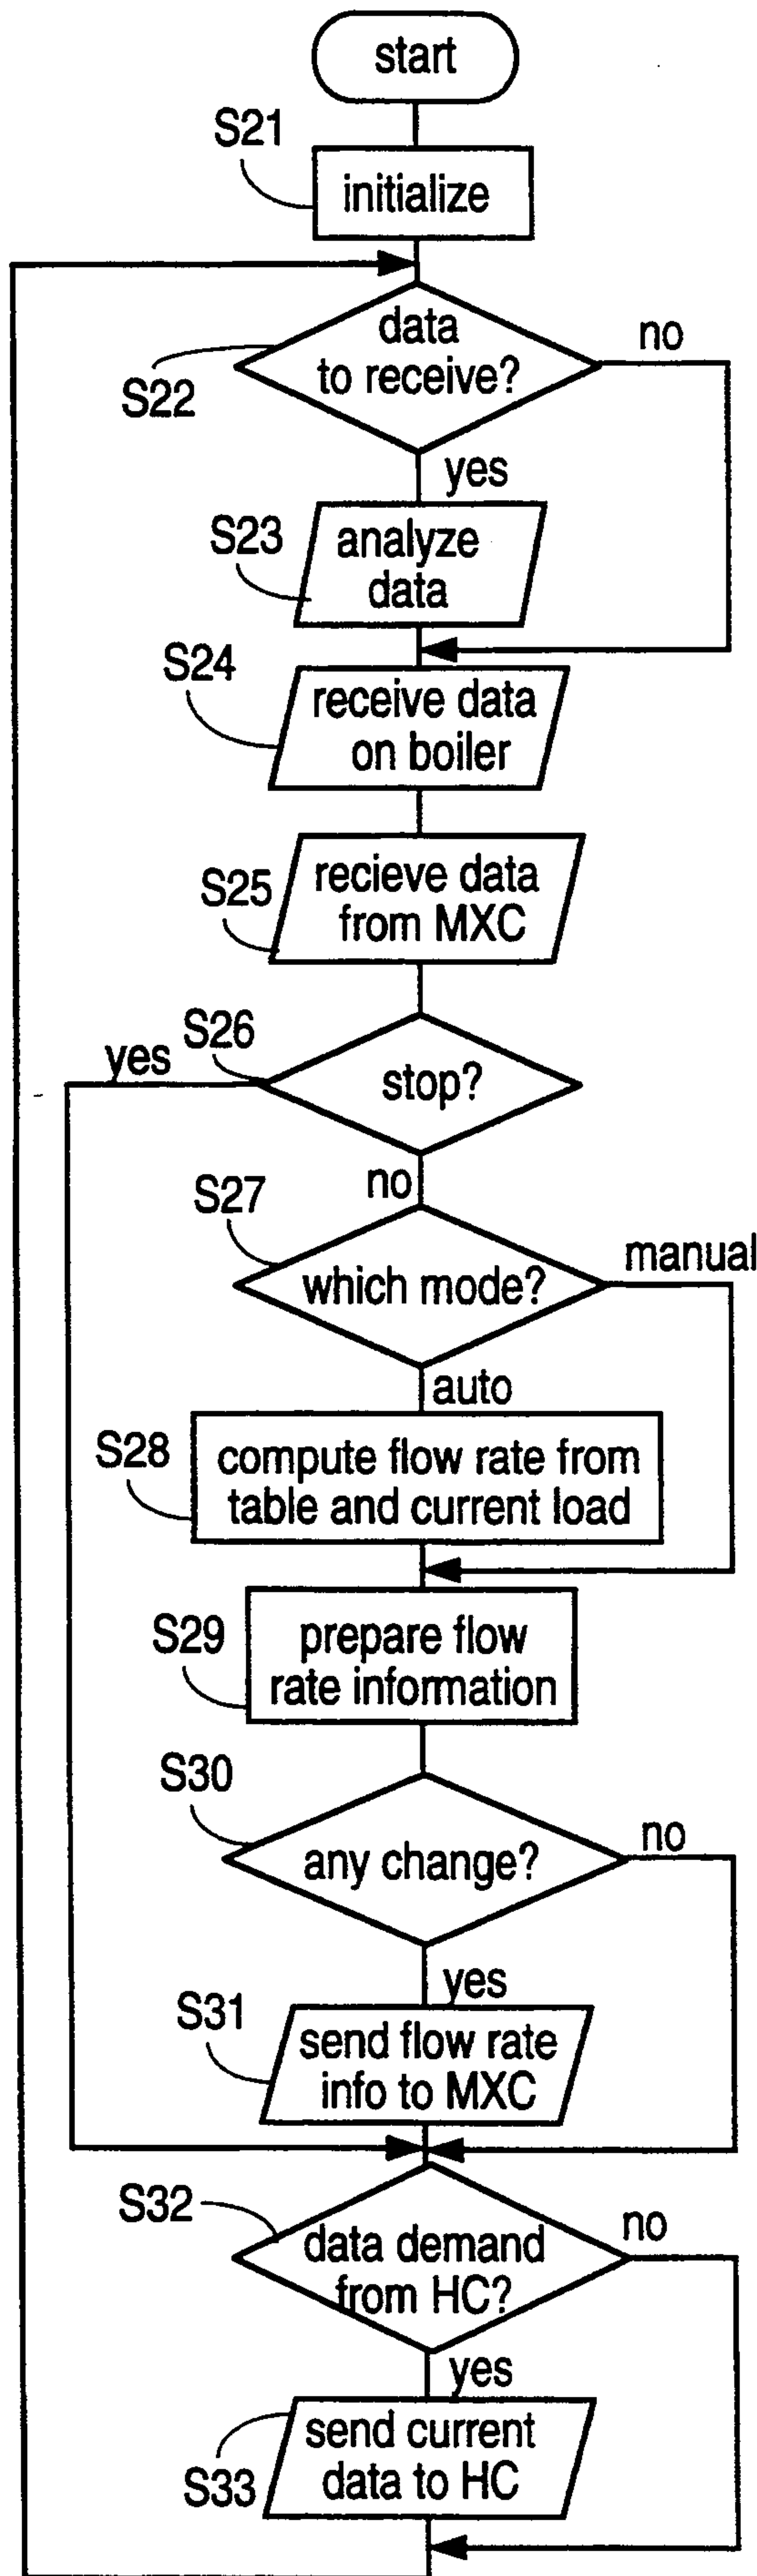 start
S21
initialize
data
to receive?
no
S22
yes
S23
analyze
data
S24
receive data
on boiler
S25
recieve data
from MXC
S26
yes
stop?
no
S27
manual
which mode?
auto
S28
compute flow rate from
table and current load
S29
prepare flow
rate information
S30
no
any change?
yes
S31
send flow rate
info to MXC
S32
no
data demand
from HC?
yes
send current
data to HC
S33